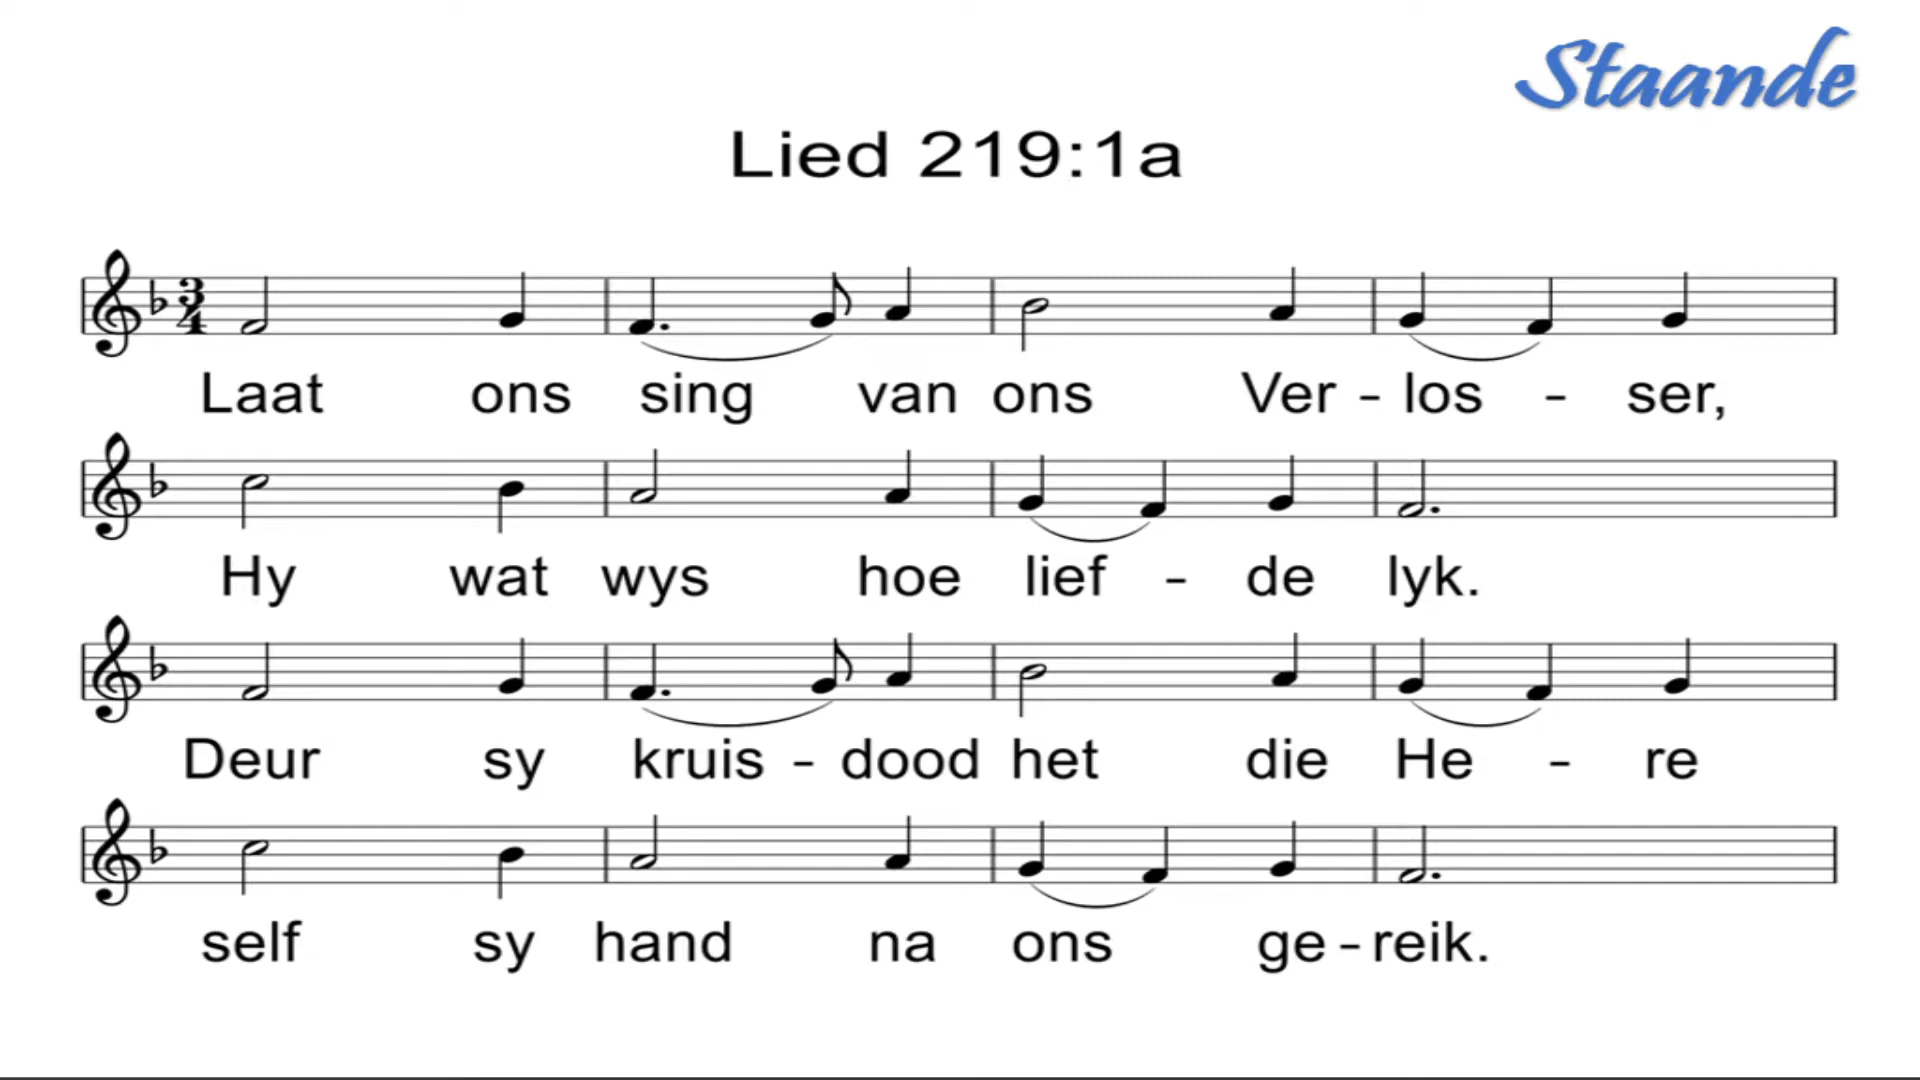 Staande
Lied 219:1a
Laat ons sing van ons Ver - los - ser,
Hy wat wys hoe lief - de lyk.
Deur sy kruis - dood het die He - re
self sy hand na ons ge - reik.